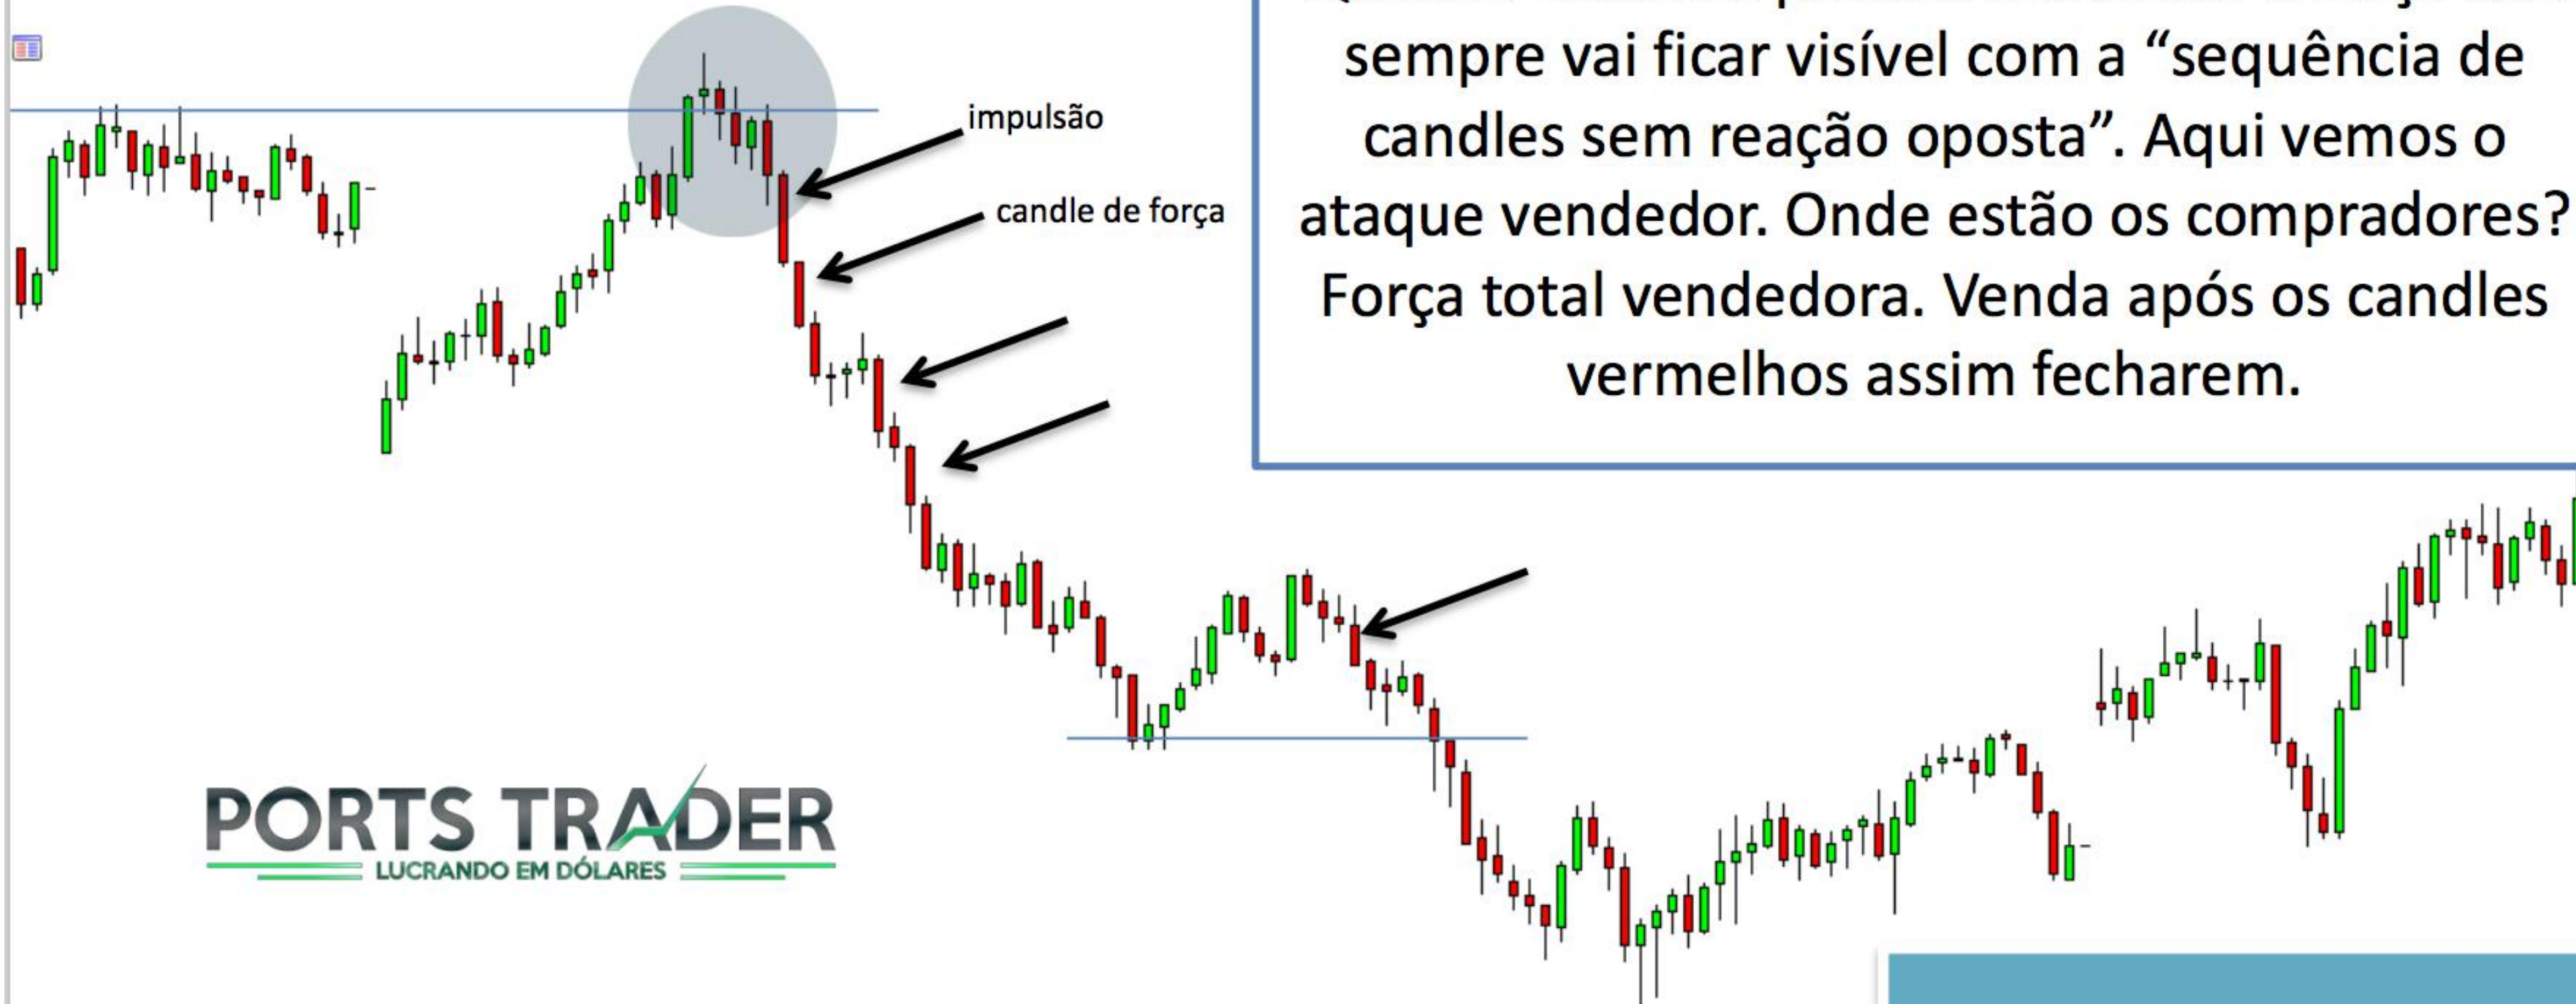 sempre vai ficar visível com a “sequência de
candles sem reação oposta”. Aqui vemos o
ataque vendedor. Onde estão os compradores?
Força total vendedora. Venda após os candles
vermelhos assim fecharem.
impulsão
candle de força
PORTS TRADER
LUCRANDO EM DÓLARES